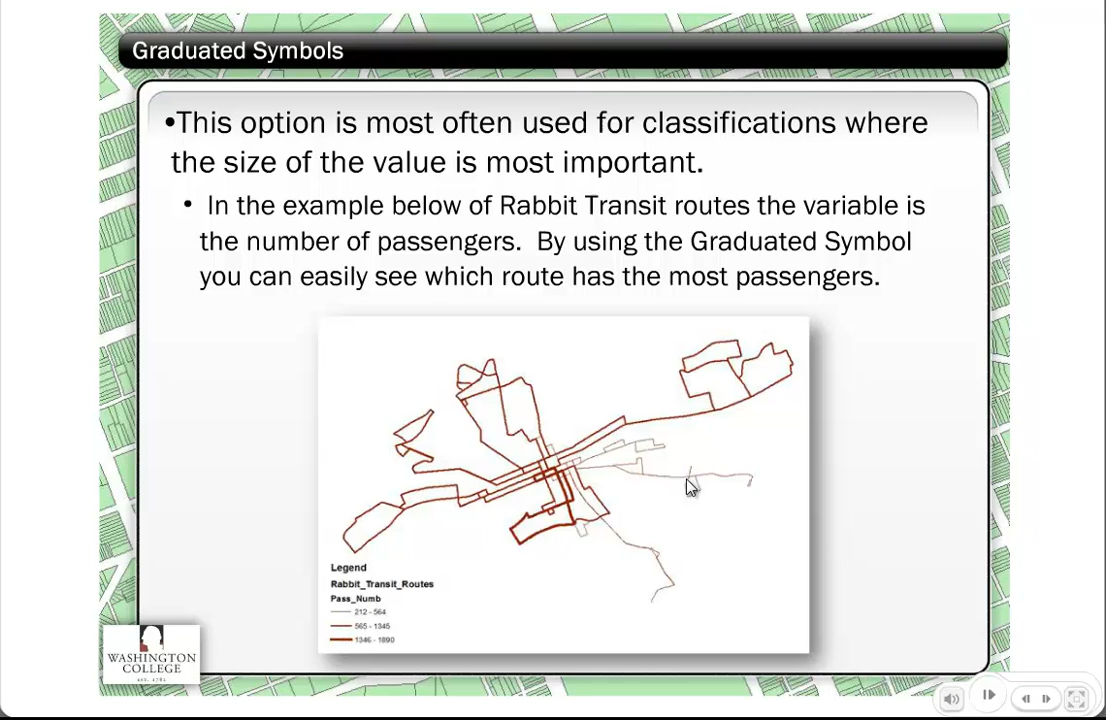 Graduated Symbols
•This option is most often used for classifications where
the size of the value is most important.
• In the example below of Rabbit Transit routes the variable is
the number of passengers. By using the Graduated Symbol
you can easily see which route has the most passengers.
Legend
Rabbit_Transit_Routes
Pass_Numb
212 - 564
565 - 1345
1346 - 1890
WASHINGTON
COLLEGE
EST. 1782